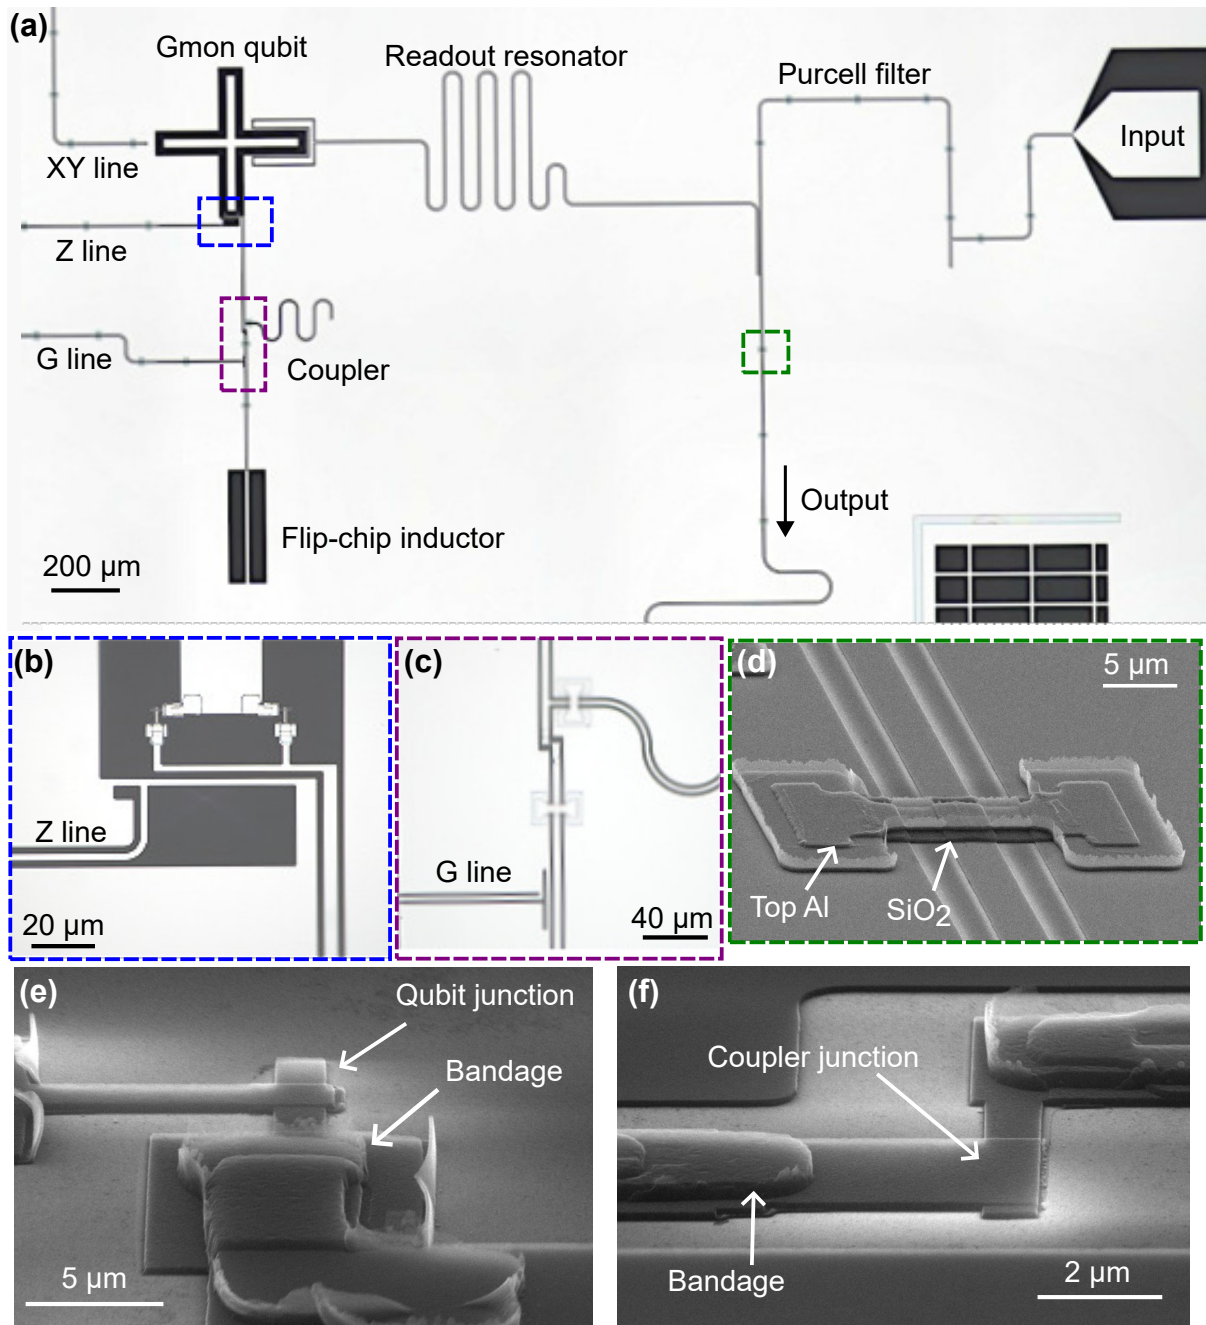 (a)
Gmon qubit
Readout resonator
Purcell filter
Input
XY line
Z line
G line
Coupler
Output
Flip-chip inductor
200 µm
(b)
Z line
20 µm
(c)
G line
40 µm
(d)
5 µm
Top Al
SiO2
(e)
Qubit junction
Bandage
5 µm
(f)
Coupler junction
Bandage
2 µm